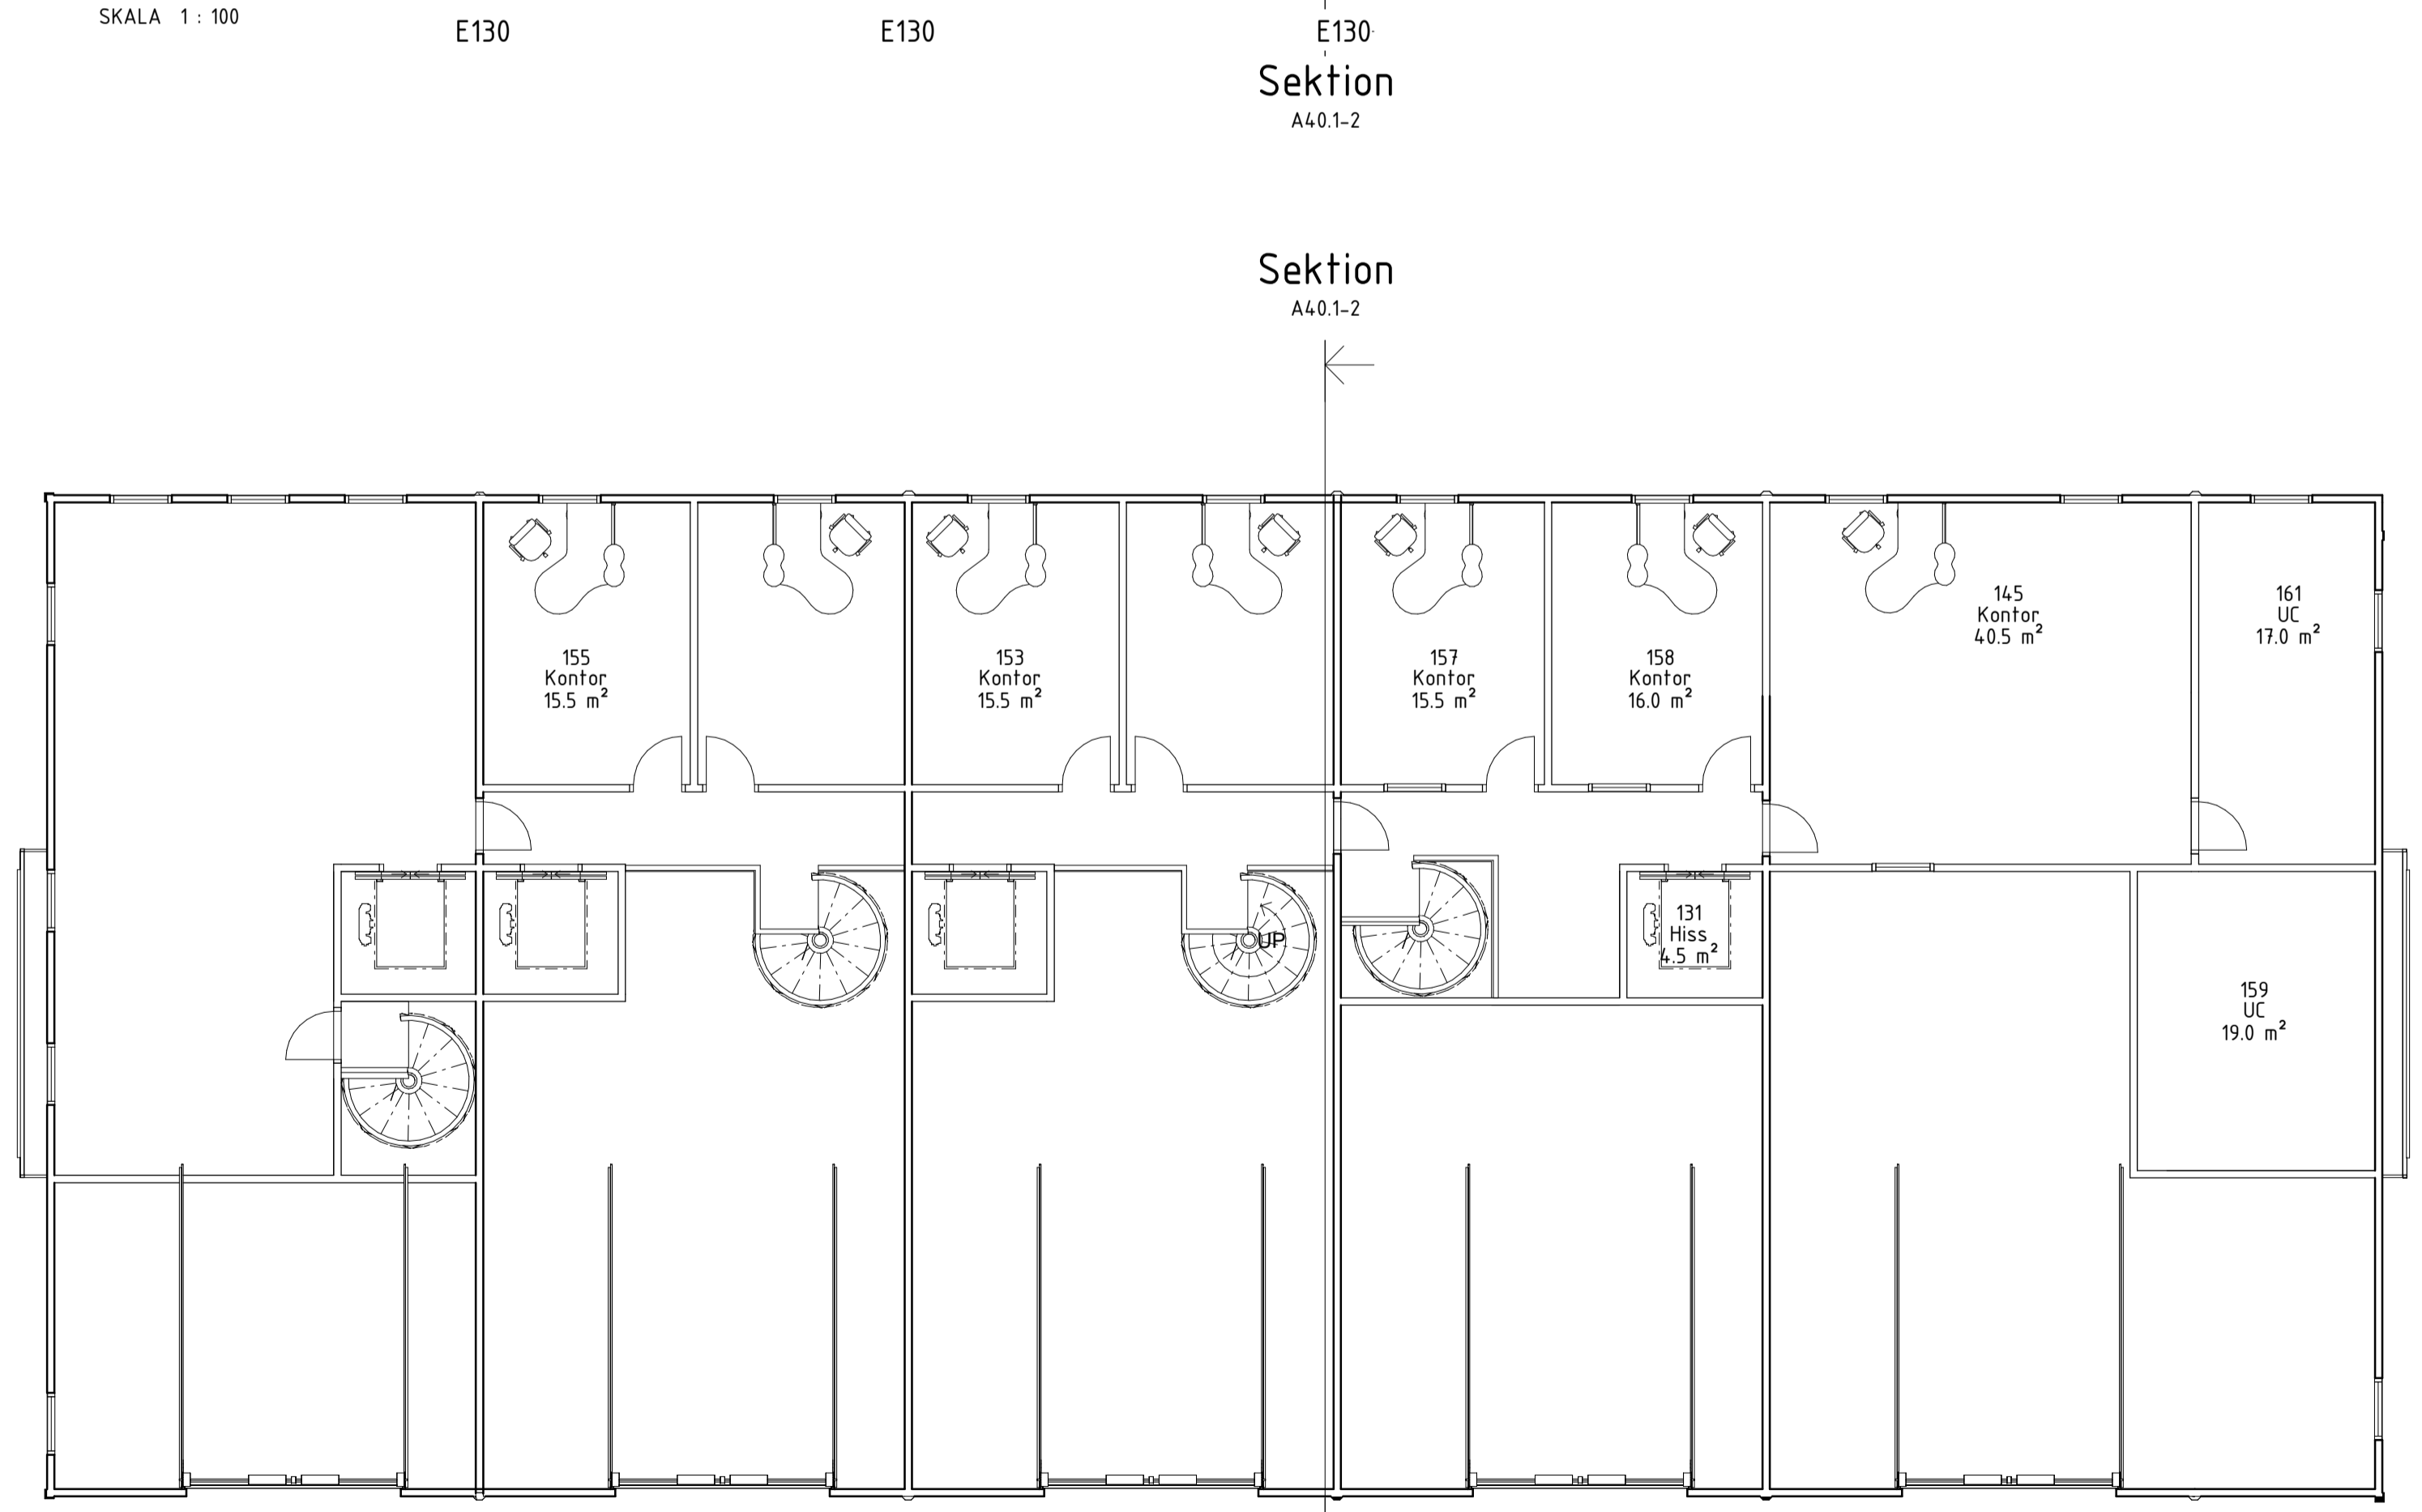 SKALA 1 : 100
E130
E130
E130
Sektion
A40.1-2
Sektion
A40.1-2
155
Kontor
15.5 m²
153
Kontor
15.5 m²
157
Kontor
15.5 m²
158
Kontor
16.0 m²
145
Kontor
40.5 m²
161
UC
17.0 m²
UP
131
Hiss
4.5 m²
159
UC
19.0 m²